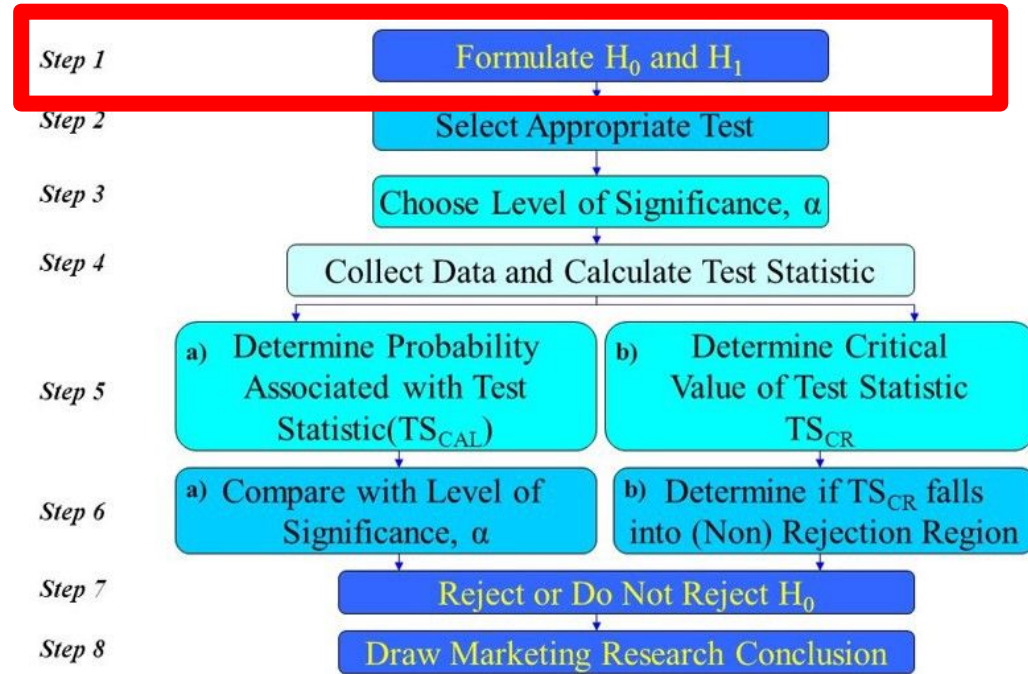 Step 1
Formulate H₀ and H₁
Step 2
Select Appropriate Test
Step 3
Choose Level of Significance, α
Step 4
Collect Data and Calculate Test Statistic
Step 5
a) Determine Probability
Associated with Test
Statistic(TS_CAL)
b) Determine Critical
Value of Test Statistic
TS_CR
Step 6
a) Compare with Level of
Significance, α
b) Determine if TS_CR falls
into (Non) Rejection Region
Step 7
Reject or Do Not Reject H₀
Step 8
Draw Marketing Research Conclusion